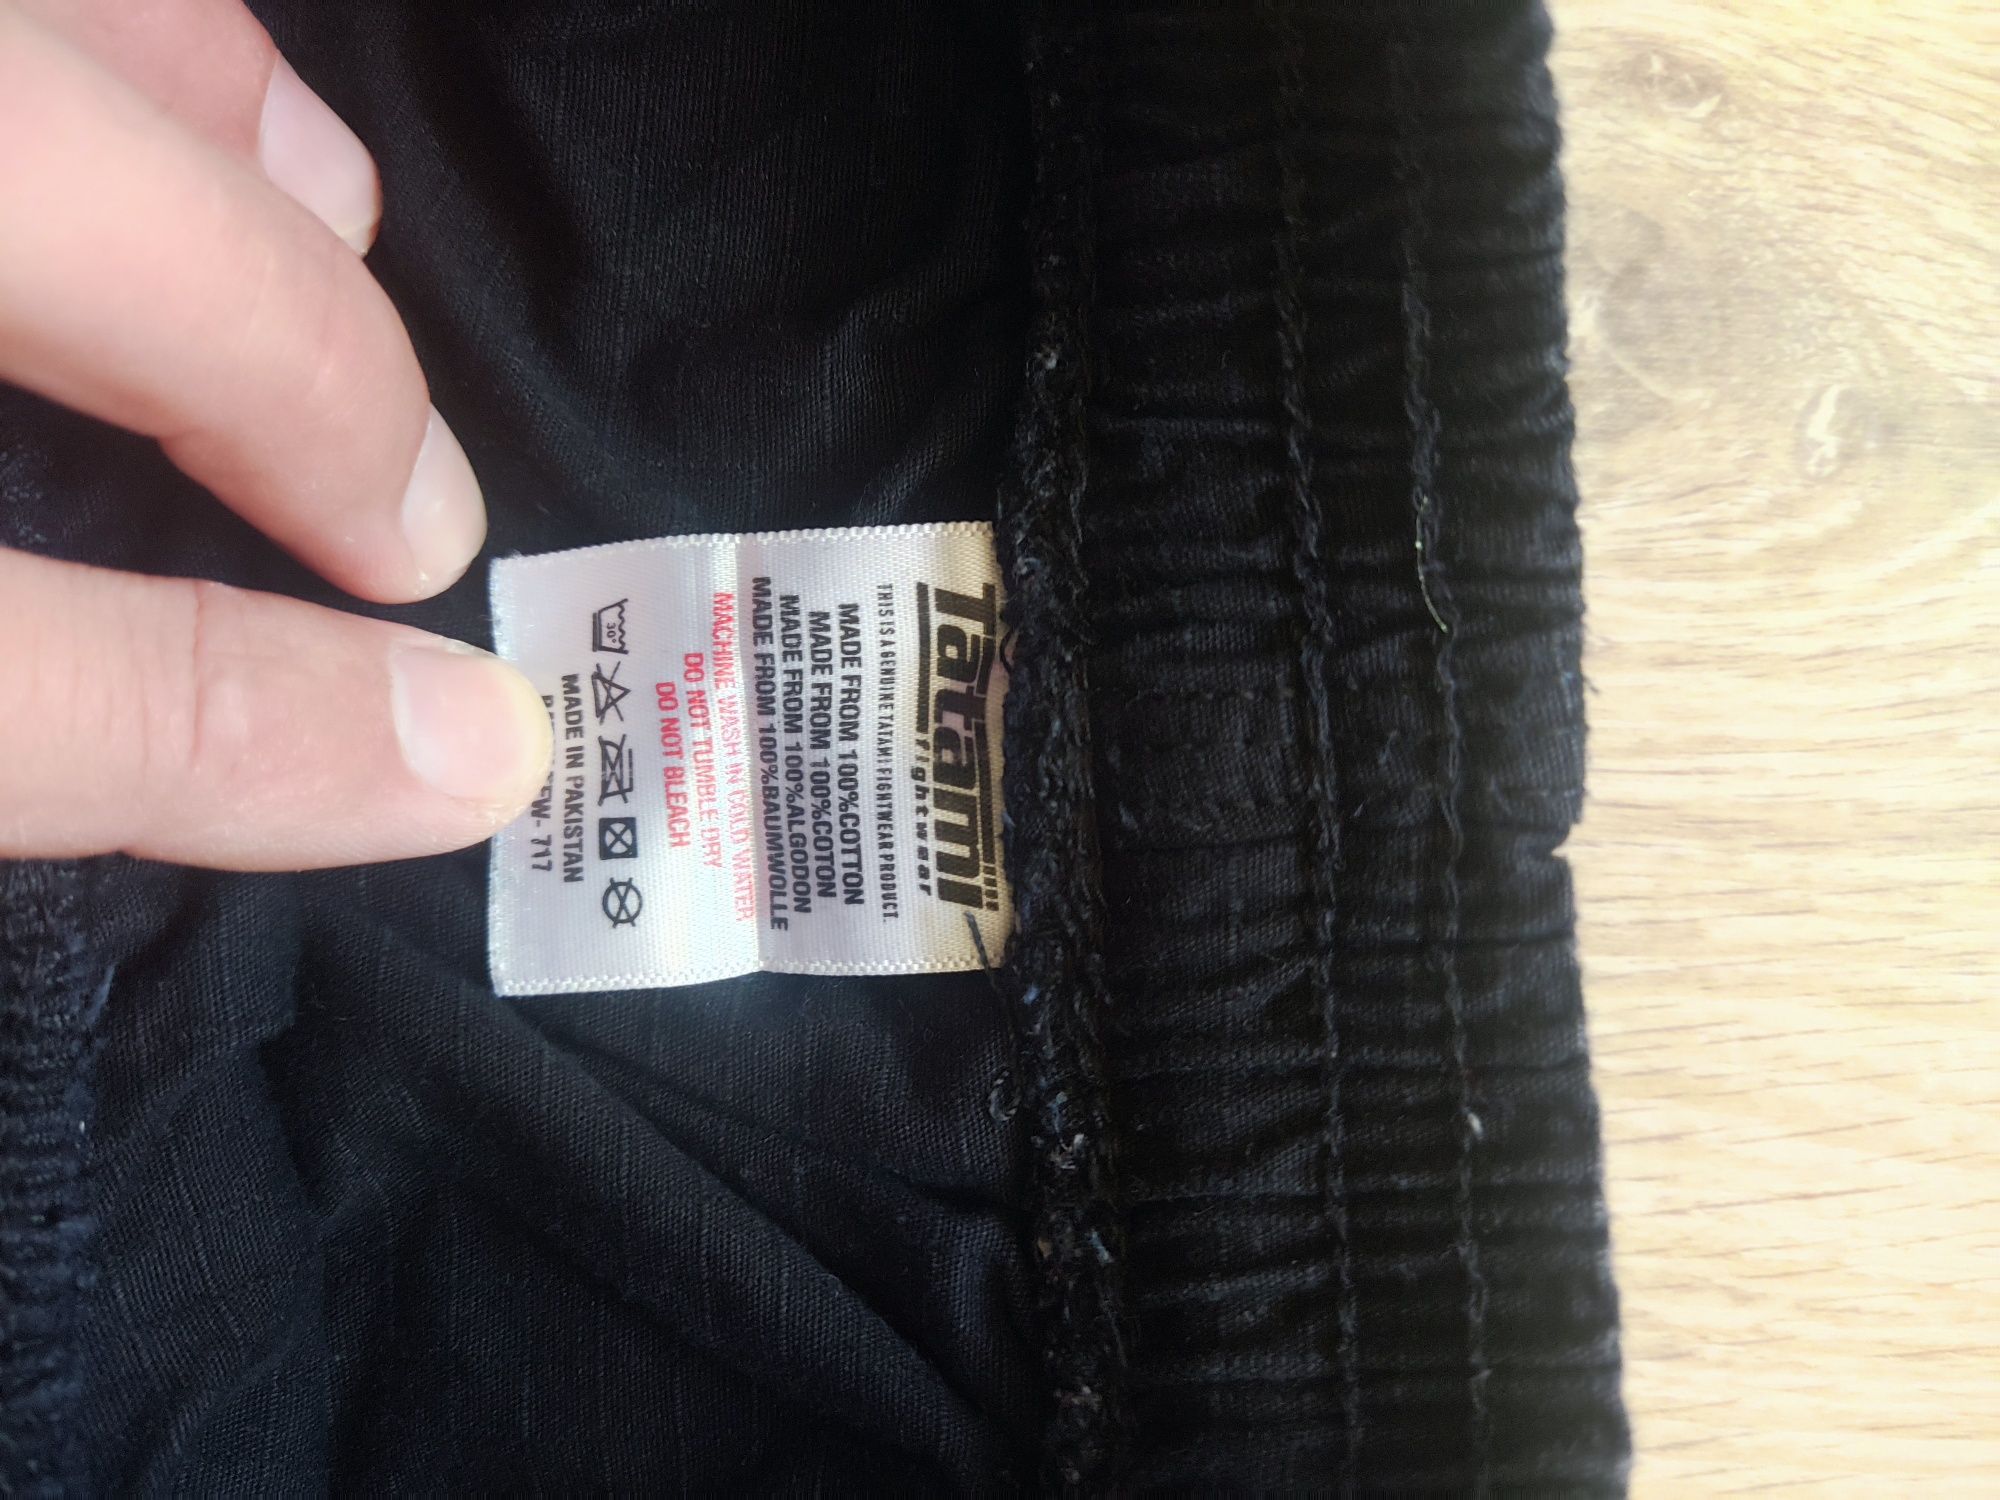 Tatami
fightwear
THIS IS A GENUINE TATAMI FIGHTWEAR PRODUCT.
MADE FROM 100%COTTON
MADE FROM 100%COTON
MADE FROM 100%ALGODON
MADE FROM 100%BAUMWOLLE
MACHINE WASH IN COLD WATER
DO NOT TUMBLE DRY
DO NOT BLEACH
30°
MADE IN PAKISTAN
717